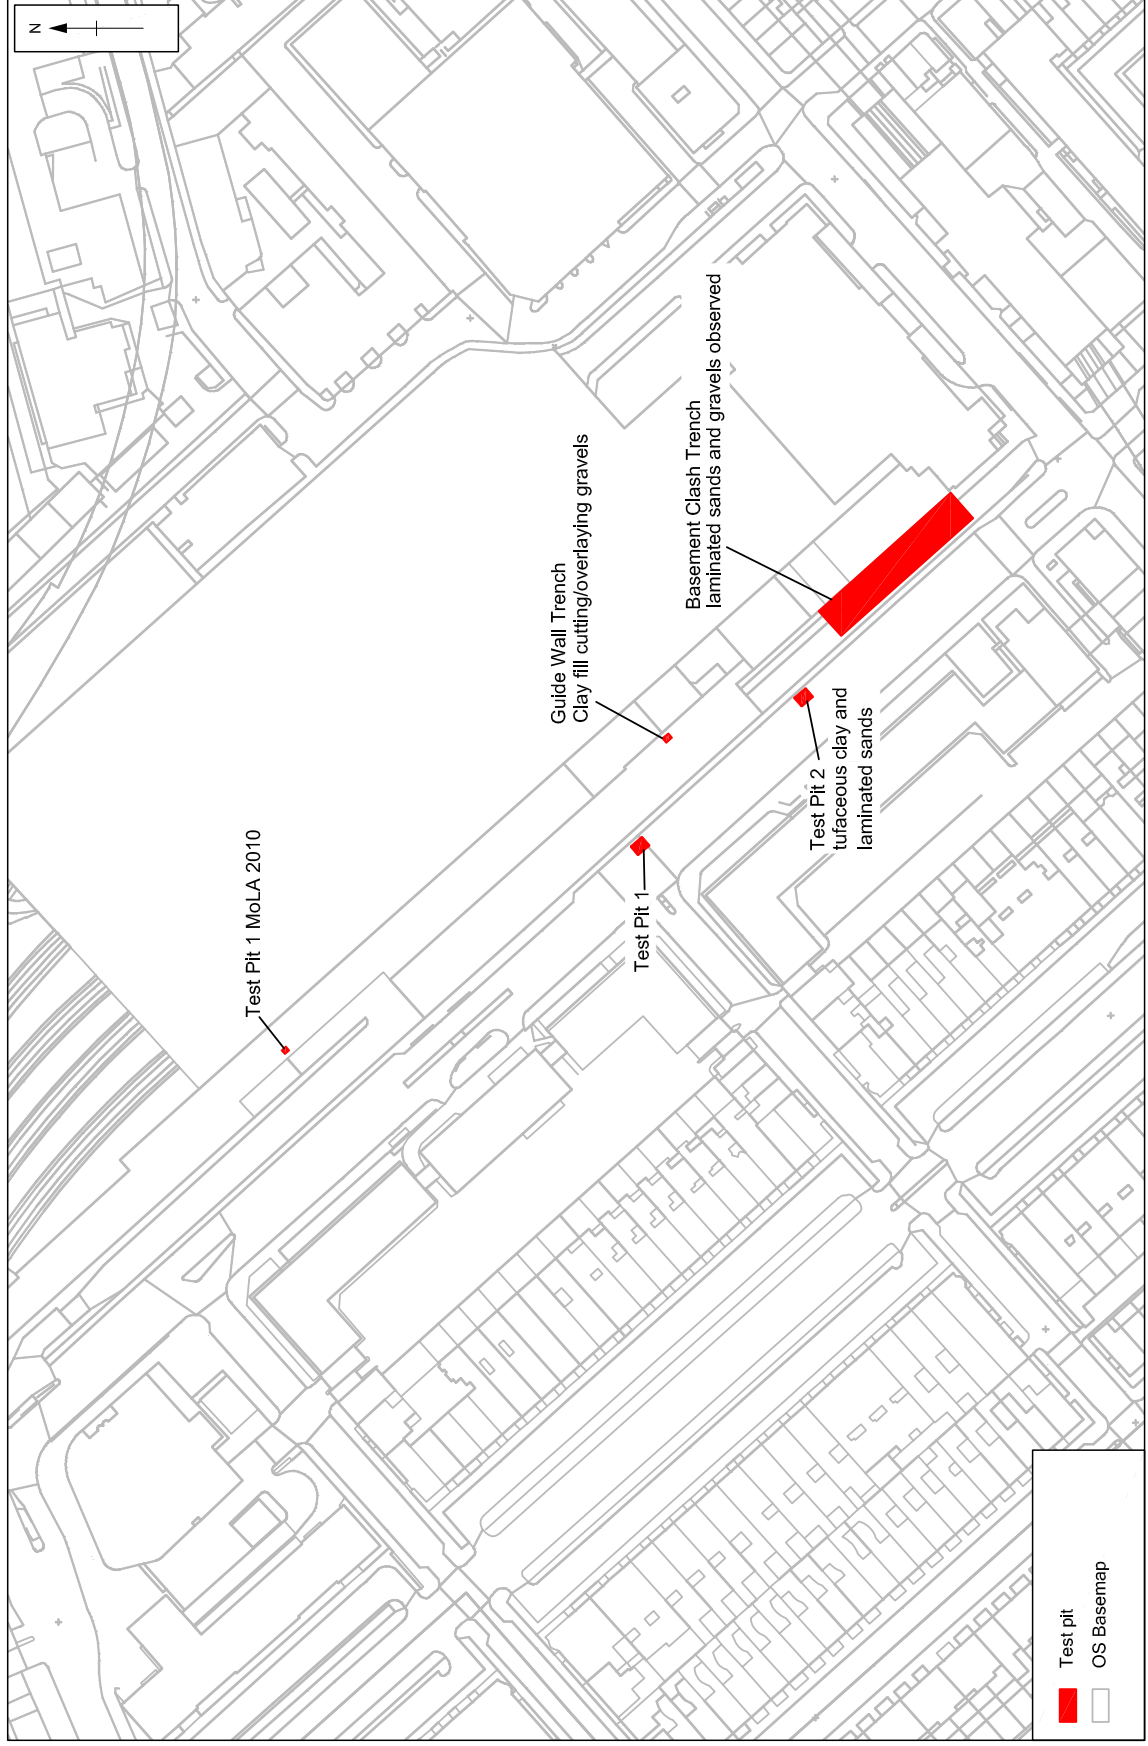 N
Test Pit 1 MoLA 2010
Guide Wall Trench
Clay fill cutting/overlaying gravels
Basement Clash Trench
laminated sands and gravels observed
Test Pit 1
Test Pit 2
tufaceous clay and
laminated sands
Test pit
OS Basemap